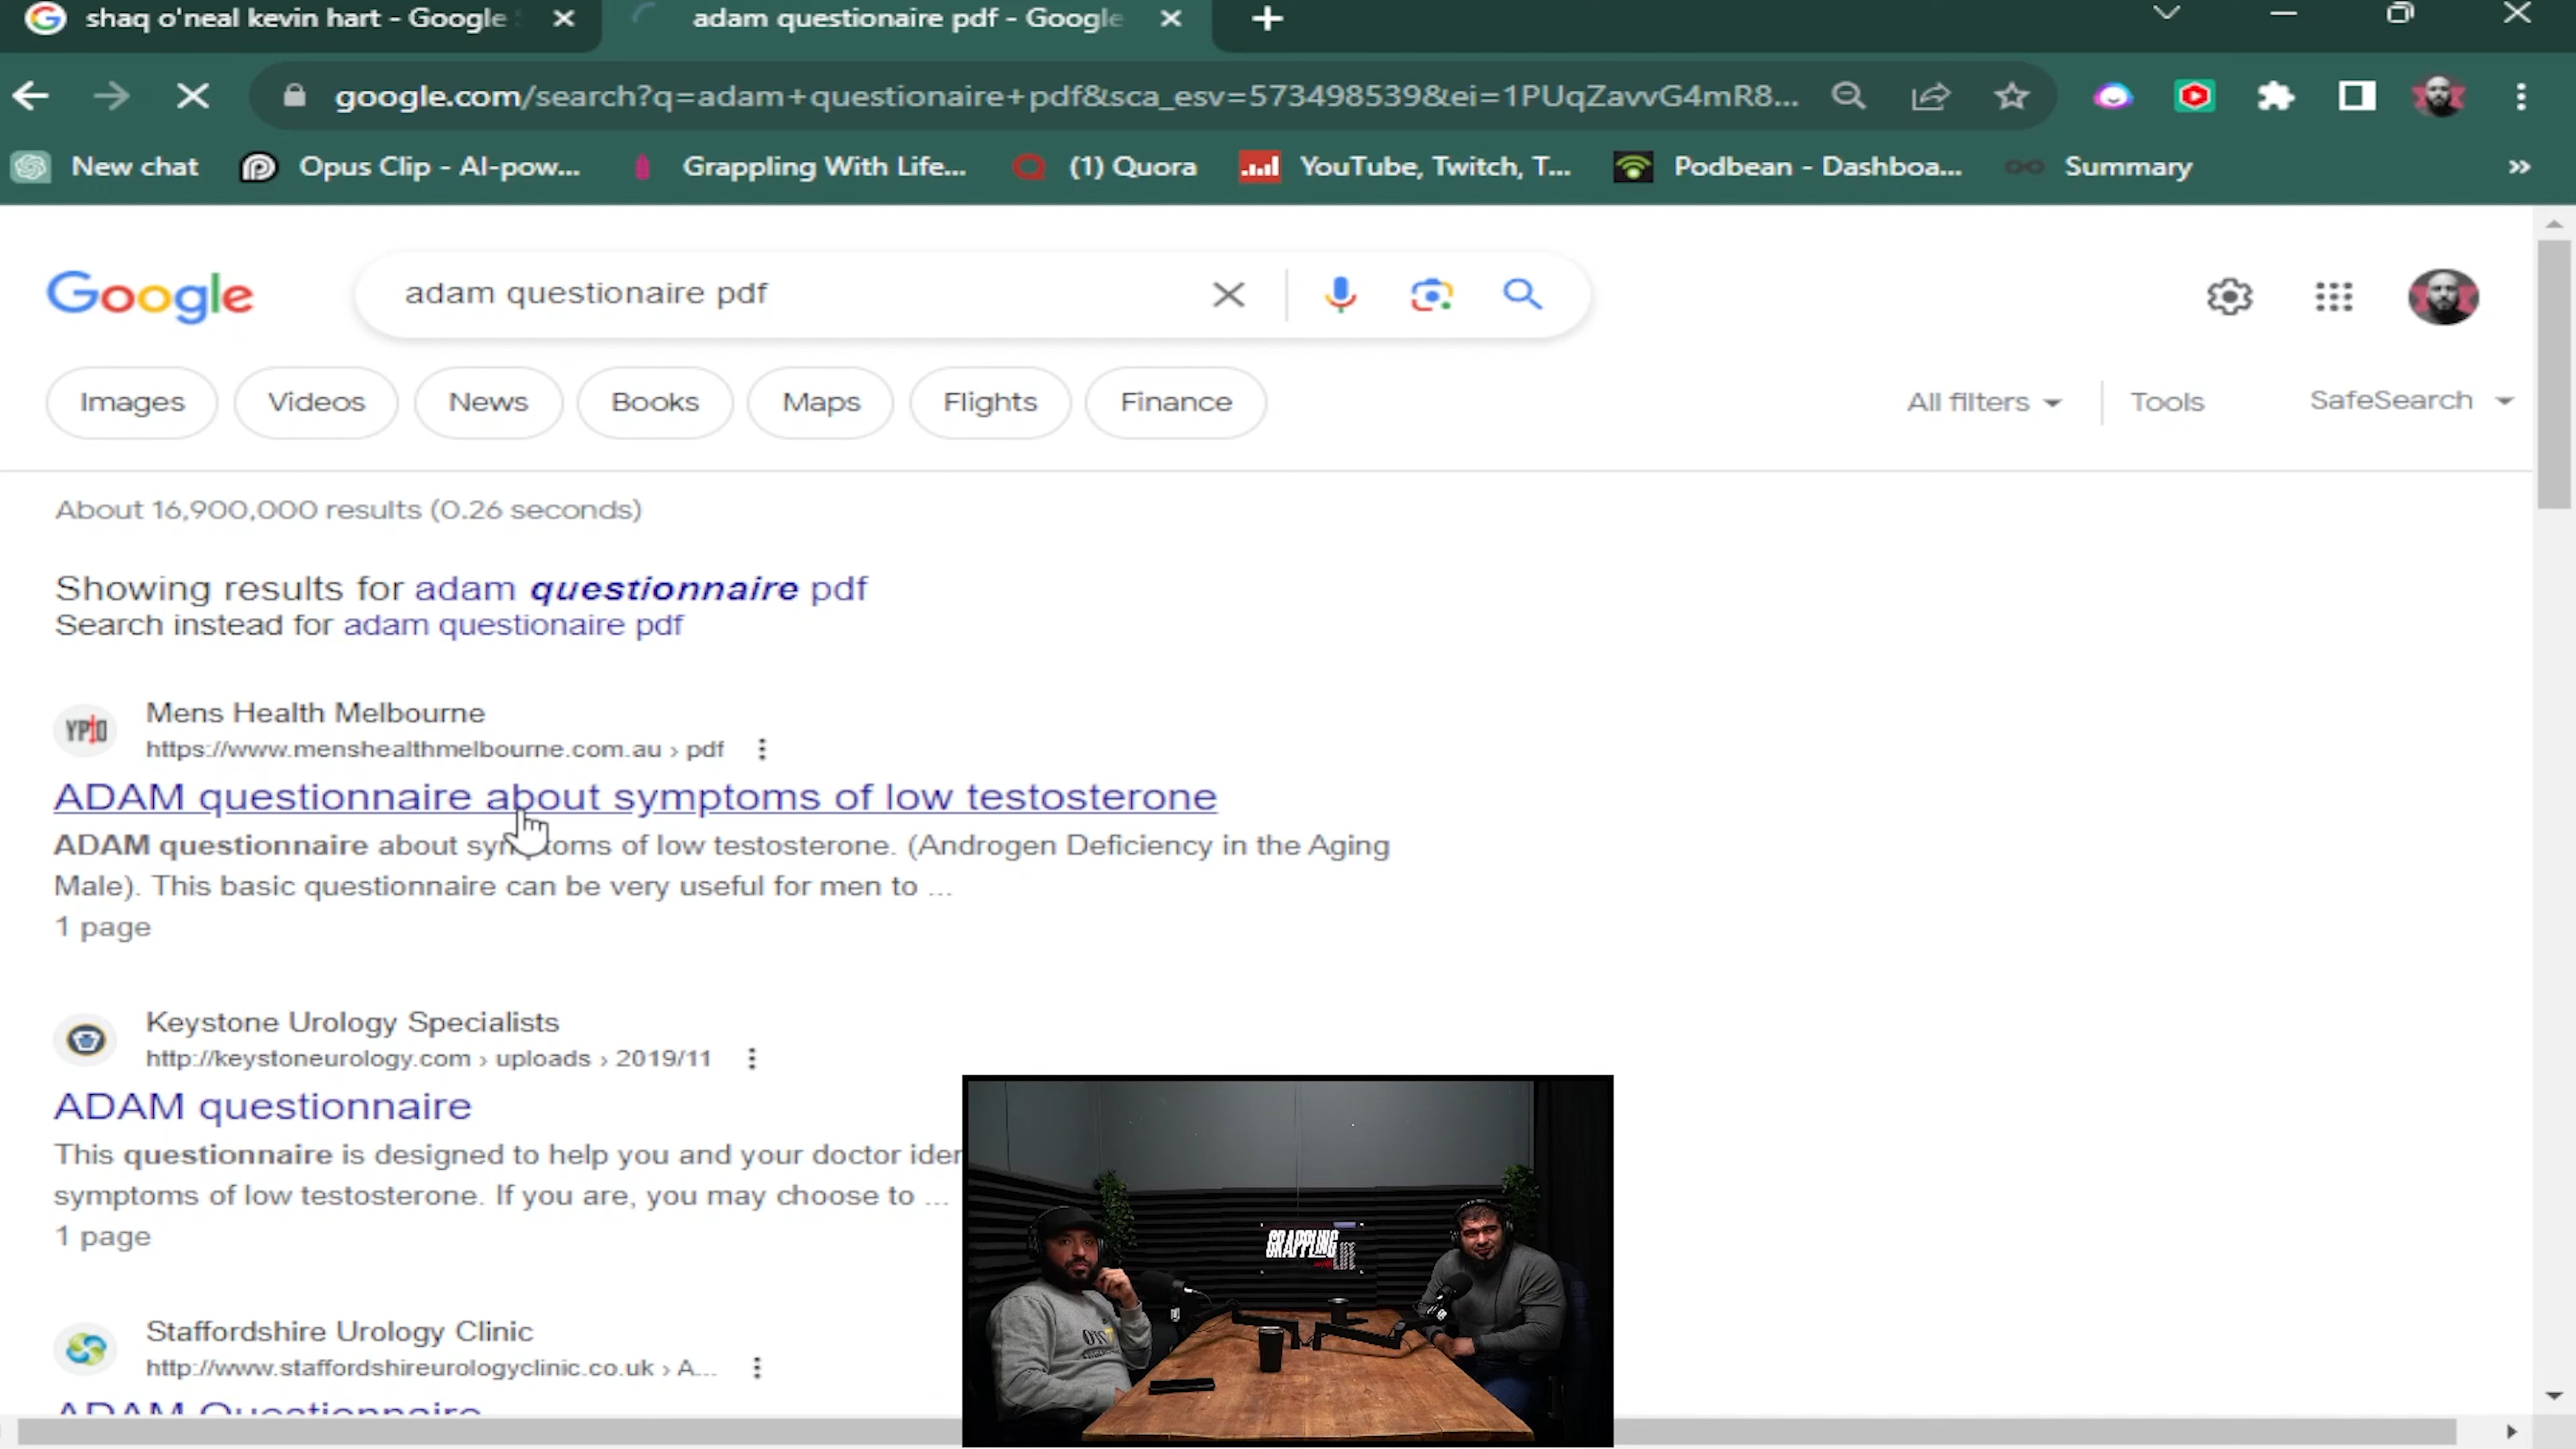 shaq o'neal kevin hart - Google
adam questionaire pdf - Google
google.com/search?q=adam+questionaire+pdf&sca_esv=573498539&ei=1PUqZavvG4mR8...
New chat
Opus Clip - AI-pow...
Grappling With Life...
(1) Quora
YouTube, Twitch, T...
Podbean - Dashboa...
Summary
»
Google
adam questionaire pdf
Images
Videos
News
Books
Maps
Flights
Finance
All filters
Tools
SafeSearch
About 16,900,000 results (0.26 seconds)
Showing results for adam questionnaire pdf
Search instead for adam questionaire pdf
Mens Health Melbourne
https://www.menshealthmelbourne.com.au › pdf
ADAM questionnaire about symptoms of low testosterone
ADAM questionnaire about symptoms of low testosterone. (Androgen Deficiency in the Aging
Male). This basic questionnaire can be very useful for men to ...
1 page
Keystone Urology Specialists
http://keystoneurology.com › uploads › 2019/11
ADAM questionnaire
This questionnaire is designed to help you and your doctor iden
symptoms of low testosterone. If you are, you may choose to ...
1 page
GRAPPLING
Staffordshire Urology Clinic
http://www.staffordshireurologyclinic.co.uk › A...
ADAM Questionnaire